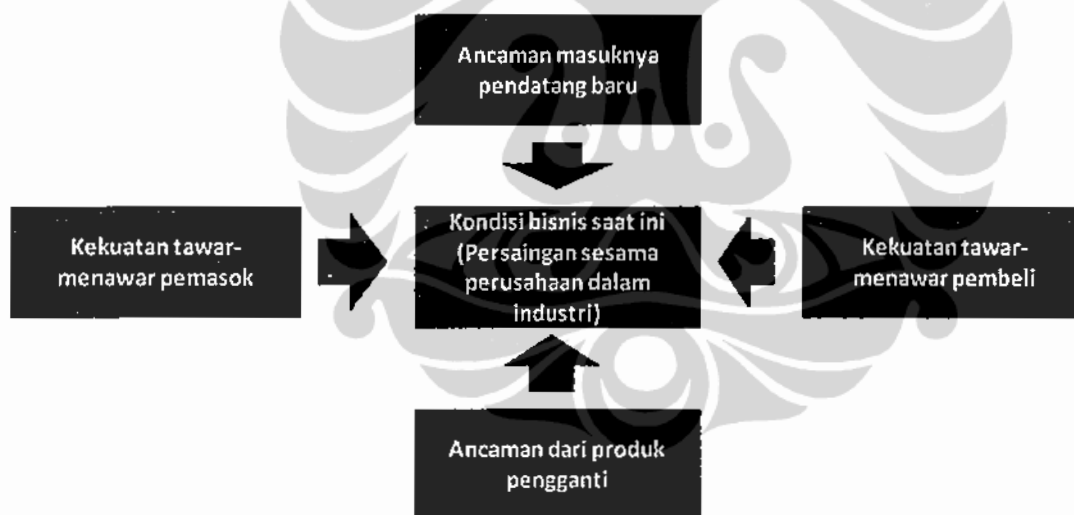 Ancaman masuknya
pendatang baru
Kekuatan tawar-
menawar pemasok
Kondisi bisnis saat ini
(Persaingan sesama
perusahaan dalam
industri)
Kekuatan tawar-
menawar pembeli
Ancaman dari produk
pengganti